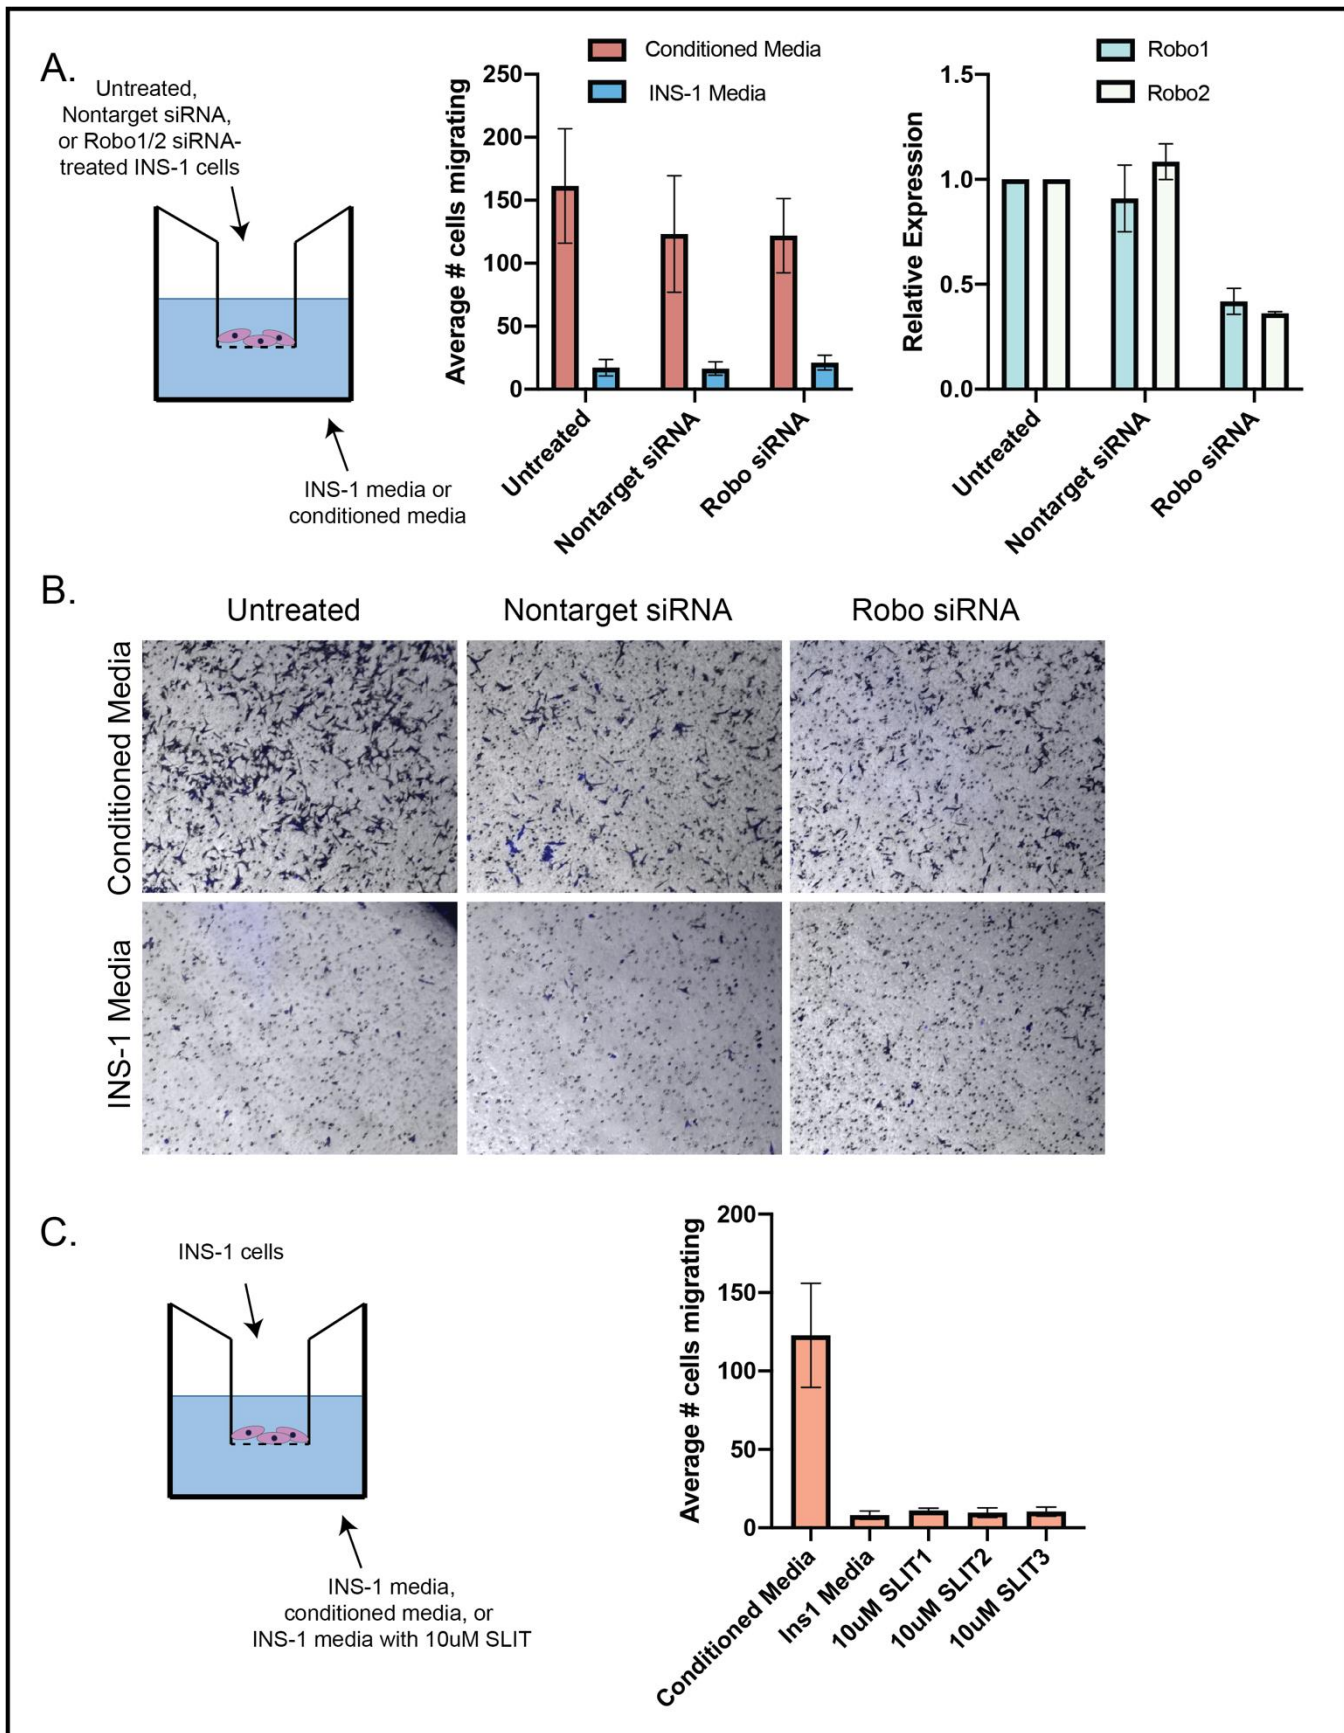 A.
Untreated,
Nontarget siRNA,
or Robo1/2 siRNA-
treated INS-1 cells
INS-1 media or
conditioned media
Conditioned Media
INS-1 Media
Average # cells migrating
250
200
150
100
50
0
Untreated
Nontarget siRNA
Robo siRNA
Robo1
Robo2
Relative Expression
1.5
1.0
0.5
0.0
Untreated
Nontarget siRNA
Robo siRNA
B.
Untreated
Nontarget siRNA
Robo siRNA
Conditioned Media
INS-1 Media
C.
INS-1 cells
INS-1 media,
conditioned media, or
INS-1 media with 10uM SLIT
Average # cells migrating
200
150
100
50
0
Conditioned Media
Ins1 Media
10uM SLIT1
10uM SLIT2
10uM SLIT3